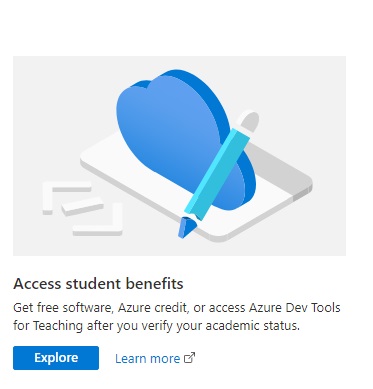 Access student benefits
Get free software, Azure credit, or access Azure Dev Tools
for Teaching after you verify your academic status.
Explore
Learn more